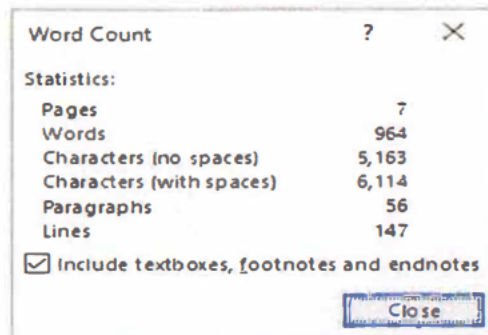 Word Count ? ×
Statistics:
Pages 7
Words 964
Characters (no spaces) 5,163
Characters (with spaces) 6,114
Paragraphs 56
Lines 147
Include textboxes, footnotes and endnotes
Close